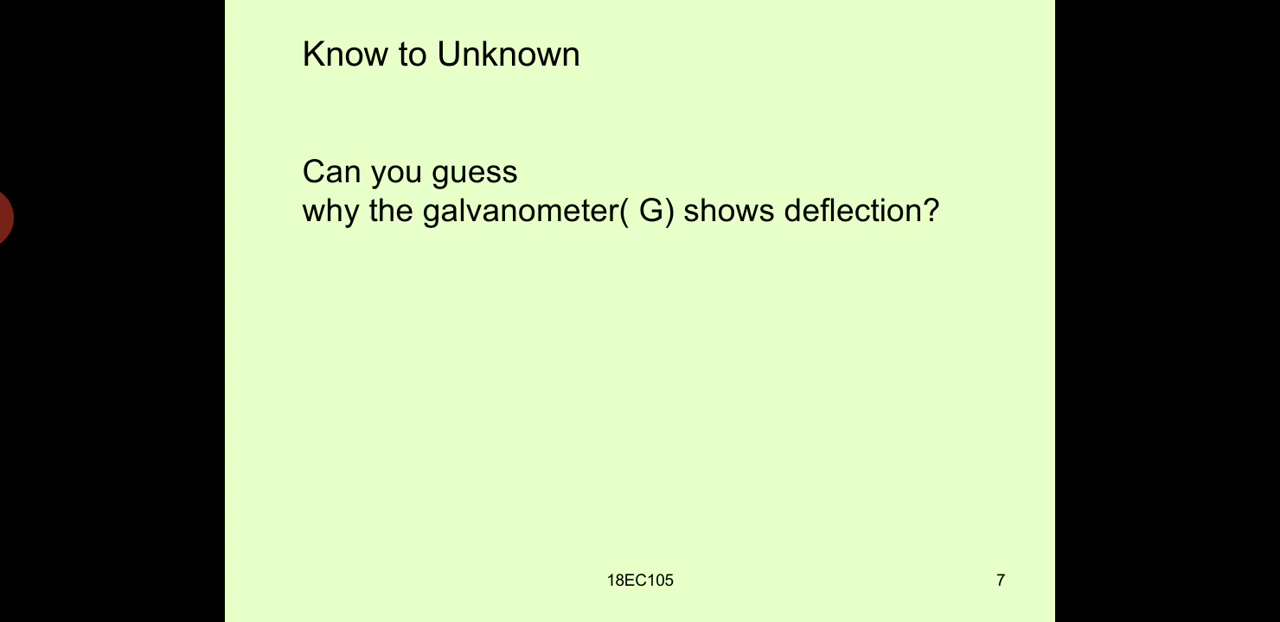 Know to Unknown
Can you guess
why the galvanometer( G) shows deflection?
18EC105
7